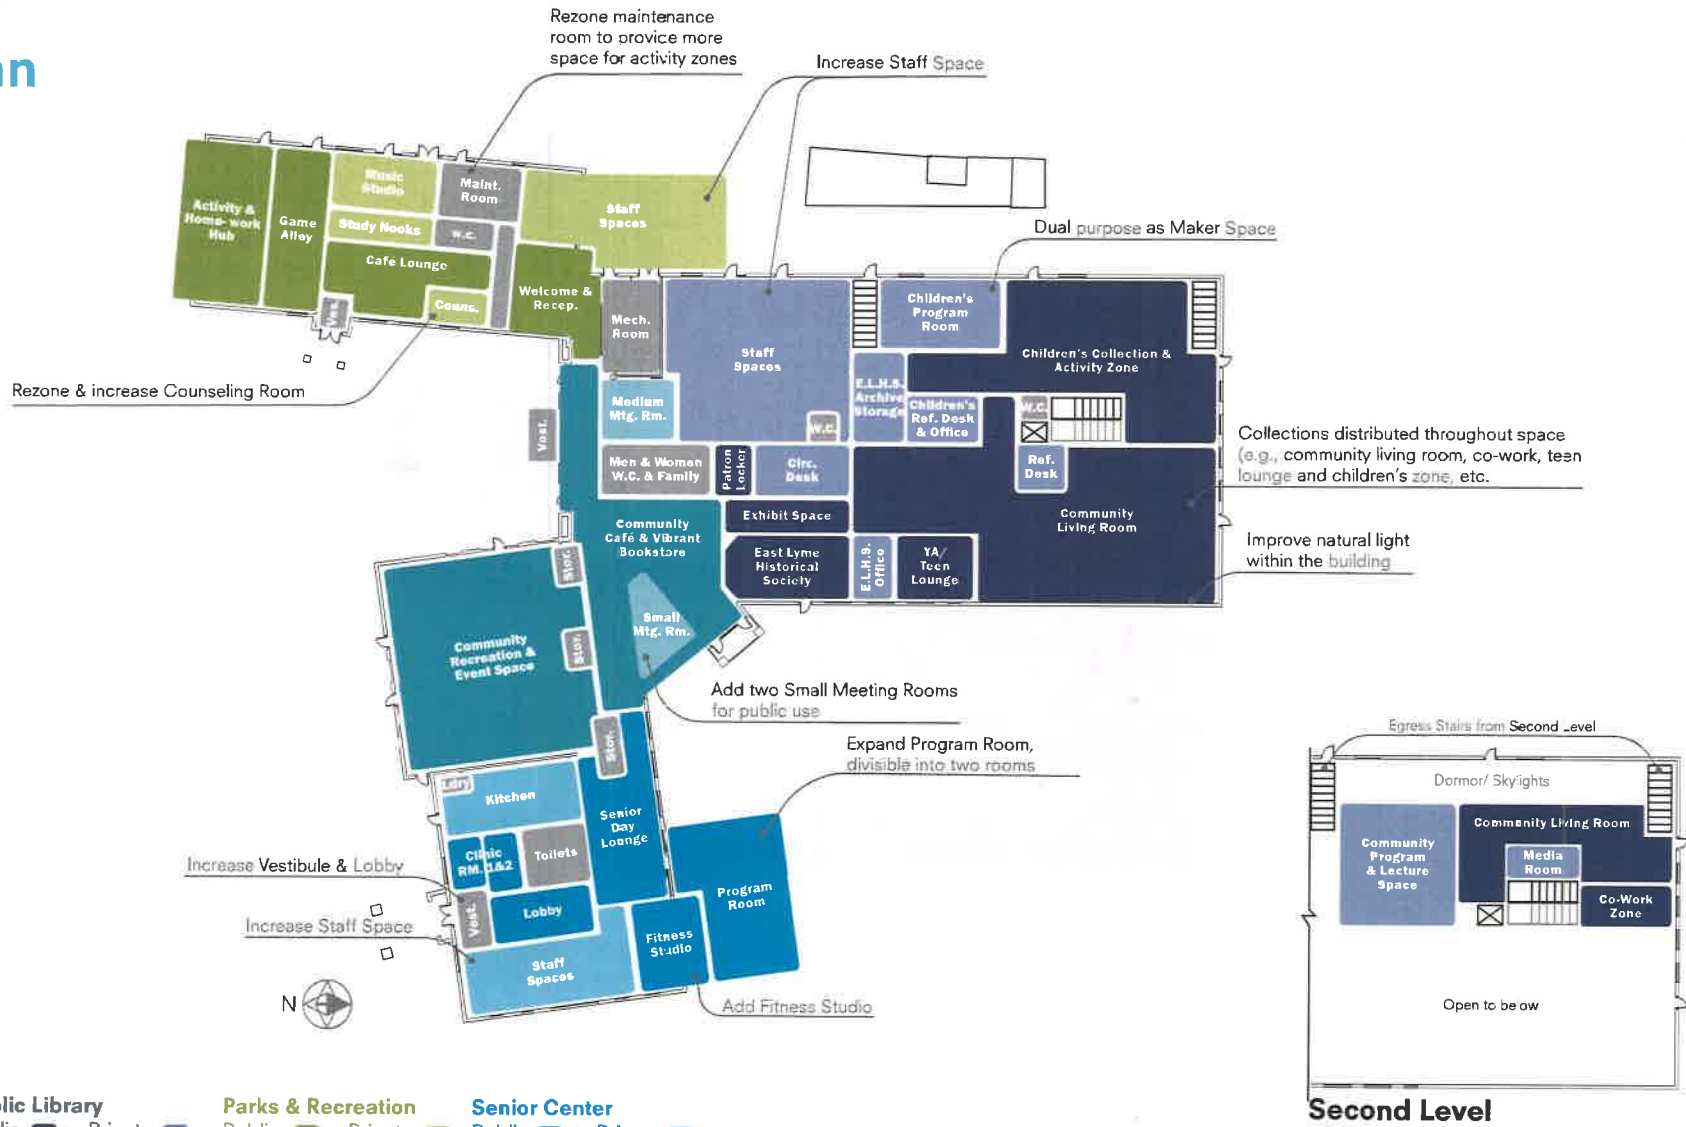 Rezone maintenance
room to provice more
space for activity zones
Increase Staff Space
Dual purpose as Maker Space
Activity &
Home-work
Hub
Game
Alley
Music
Studio
Study Nooks
Maint.
Room
W.C.
Café Lounge
Couns.
Ves.
Staff
Spaces
Welcome &
Recep.
Mech.
Room
Staff
Spaces
Children's
Program
Room
Children's Collection &
Activity Zone
Rezone & increase Counseling Room
Medium
Mtg. Rm.
E.L.H.S.
Archive
Storage
Children's
Ref. Desk
& Office
W.C.
W.C.
Vest.
Men & Women
W.C. & Family
Patron
Locker
Circ.
Desk
Ref.
Desk
Collections distributed throughout space
(e.g., community living room, co-work, teen
lounge and children's zone, etc.
Exhibit Space
Community
Living Room
Community
Café & Vibrant
Bookstore
East Lyme
Historical
Society
E.L.H.S.
Office
YA/
Teen
Lounge
Improve natural light
within the building
Stor.
Small
Mtg. Rm.
Stor.
Community
Recreation &
Event Space
Add two Small Meeting Rooms
for public use
Stor.
Expand Program Room,
divisible into two rooms
Kitchen
Senior
Day
Lounge
Clinic
RM. 1&2
Toilets
Increase Vestibule & Lobby
Program
Room
Lobby
Vest.
Increase Staff Space
Fitness
Studio
Staff
Spaces
Add Fitness Studio
N
Egress Stairs from Second Level
Dormor/ Skylights
Community Living Room
Community
Program
& Lecture
Space
Media
Room
Co-Work
Zone
Open to be ow
Second Level
Parks & Recreation
Senior Center
Library